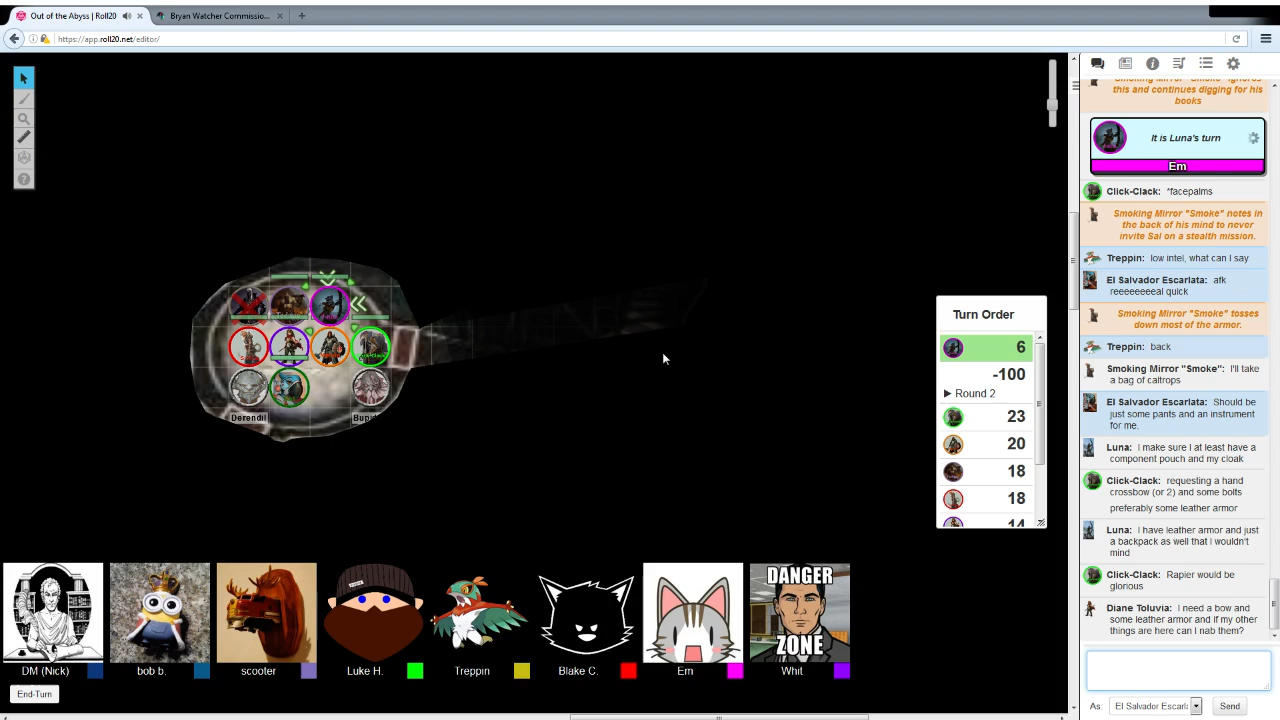 Out of the Abyss | Roll20
Bryan Watcher Commissio...
https://app.roll20.net/editor/
Smoking Mirror "Smoke" ignores
this and continues digging for his
books
It is Luna's turn
Em
Click-Clack: *facepalms
Smoking Mirror "Smoke" notes in
the back of his mind to never
invite Sal on a stealth mission.
Treppin: low intel, what can I say
El Salvador Escarlata: afk
reeeeeeeeal quick
Smoking Mirror "Smoke" tosses
down most of the armor.
Treppin: back
Smoking Mirror "Smoke": I'll take
a bag of caltrops
El Salvador Escarlata: Should be
just some pants and an instrument
for me.
Luna: I make sure I at least have a
component pouch and my cloak
Click-Clack: requesting a hand
crossbow (or 2) and some bolts
preferably some leather armor
Luna: I have leather armor and just
a backpack as well that I wouldn't
mind
Click-Clack: Rapier would be
glorious
Diane Toluvia: I need a bow and
some leather armor and if my other
things are here can I nab them?
As: El Salvador Escarla
Send
Turn Order
6
-100
▶ Round 2
23
20
18
18
14
Derendil
DANGER
ZONE
DM (Nick)
bob b.
scooter
Luke H.
Treppin
Blake C.
Em
Whit
End-Turn